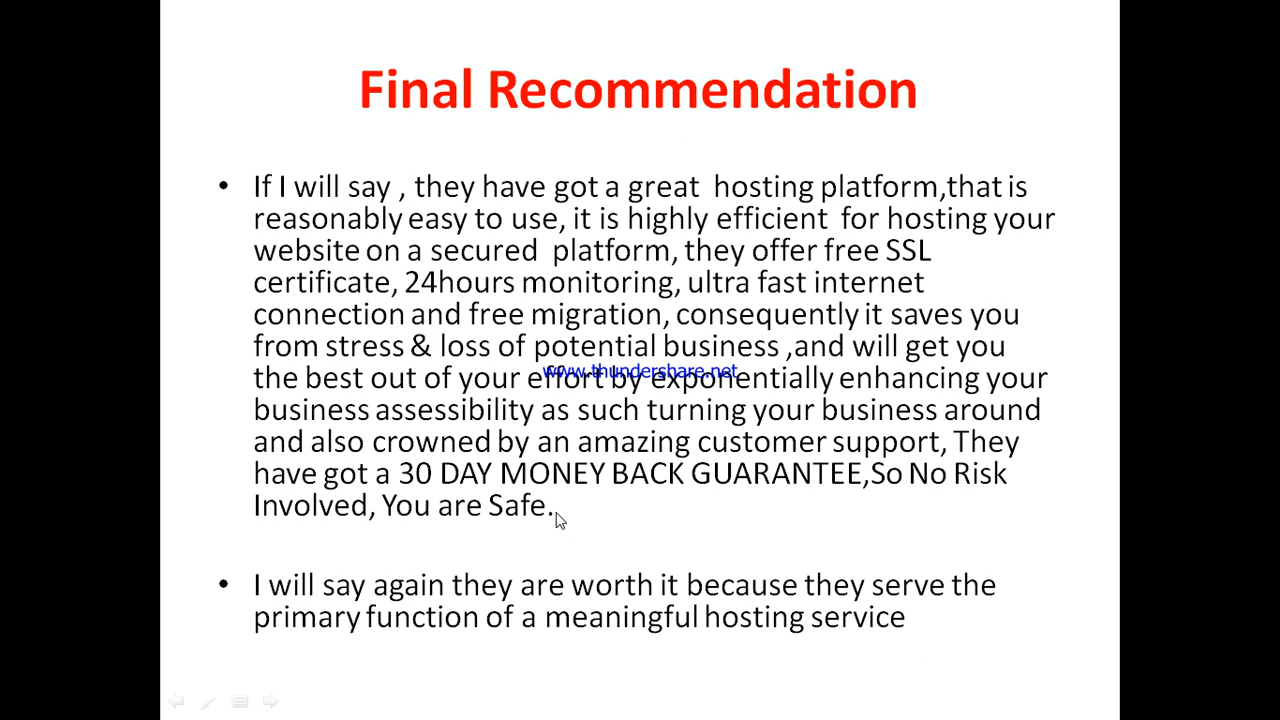 Final Recommendation
• If I will say , they have got a great  hosting platform,that is
reasonably easy to use, it is highly efficient  for hosting your
website on a secured  platform, they offer free SSL
certificate, 24hours monitoring, ultra fast internet
connection and free migration, consequently it saves you
from stress & loss of potential business ,and will get you
www.thundershare.net
the best out of your effort by exponentially enhancing your
business assessibility as such turning your business around
and also crowned by an amazing customer support, They
have got a 30 DAY MONEY BACK GUARANTEE,So No Risk
Involved, You are Safe.
• I will say again they are worth it because they serve the
primary function of a meaningful hosting service